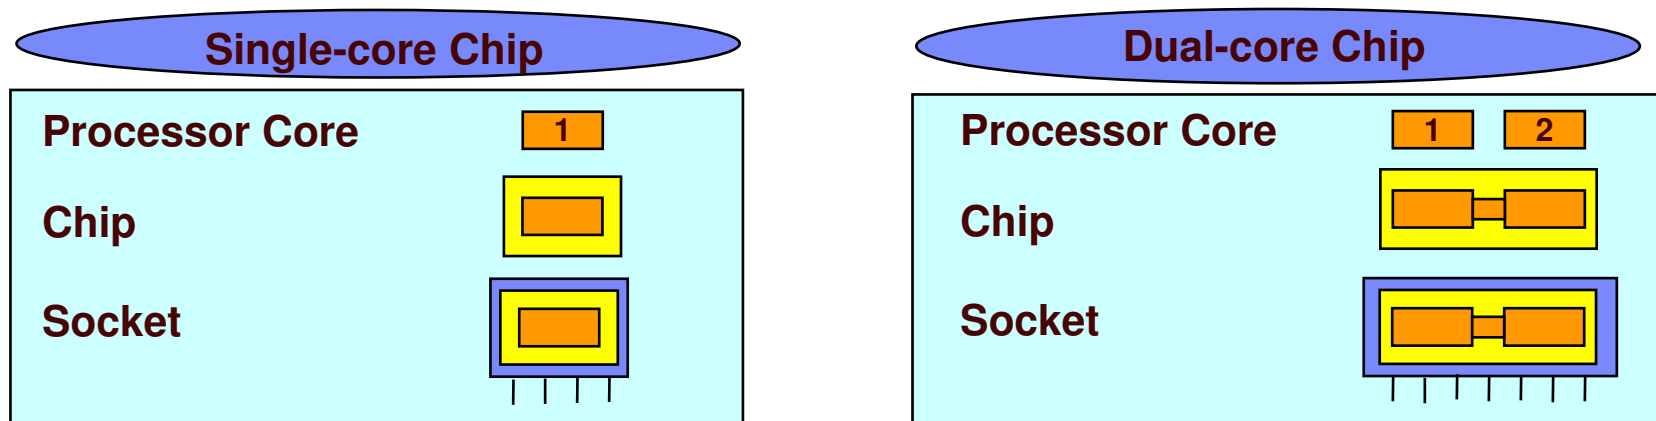 Single-core Chip
Processor Core 1
Chip
Socket
Dual-core Chip
Processor Core 1 2
Chip
Socket